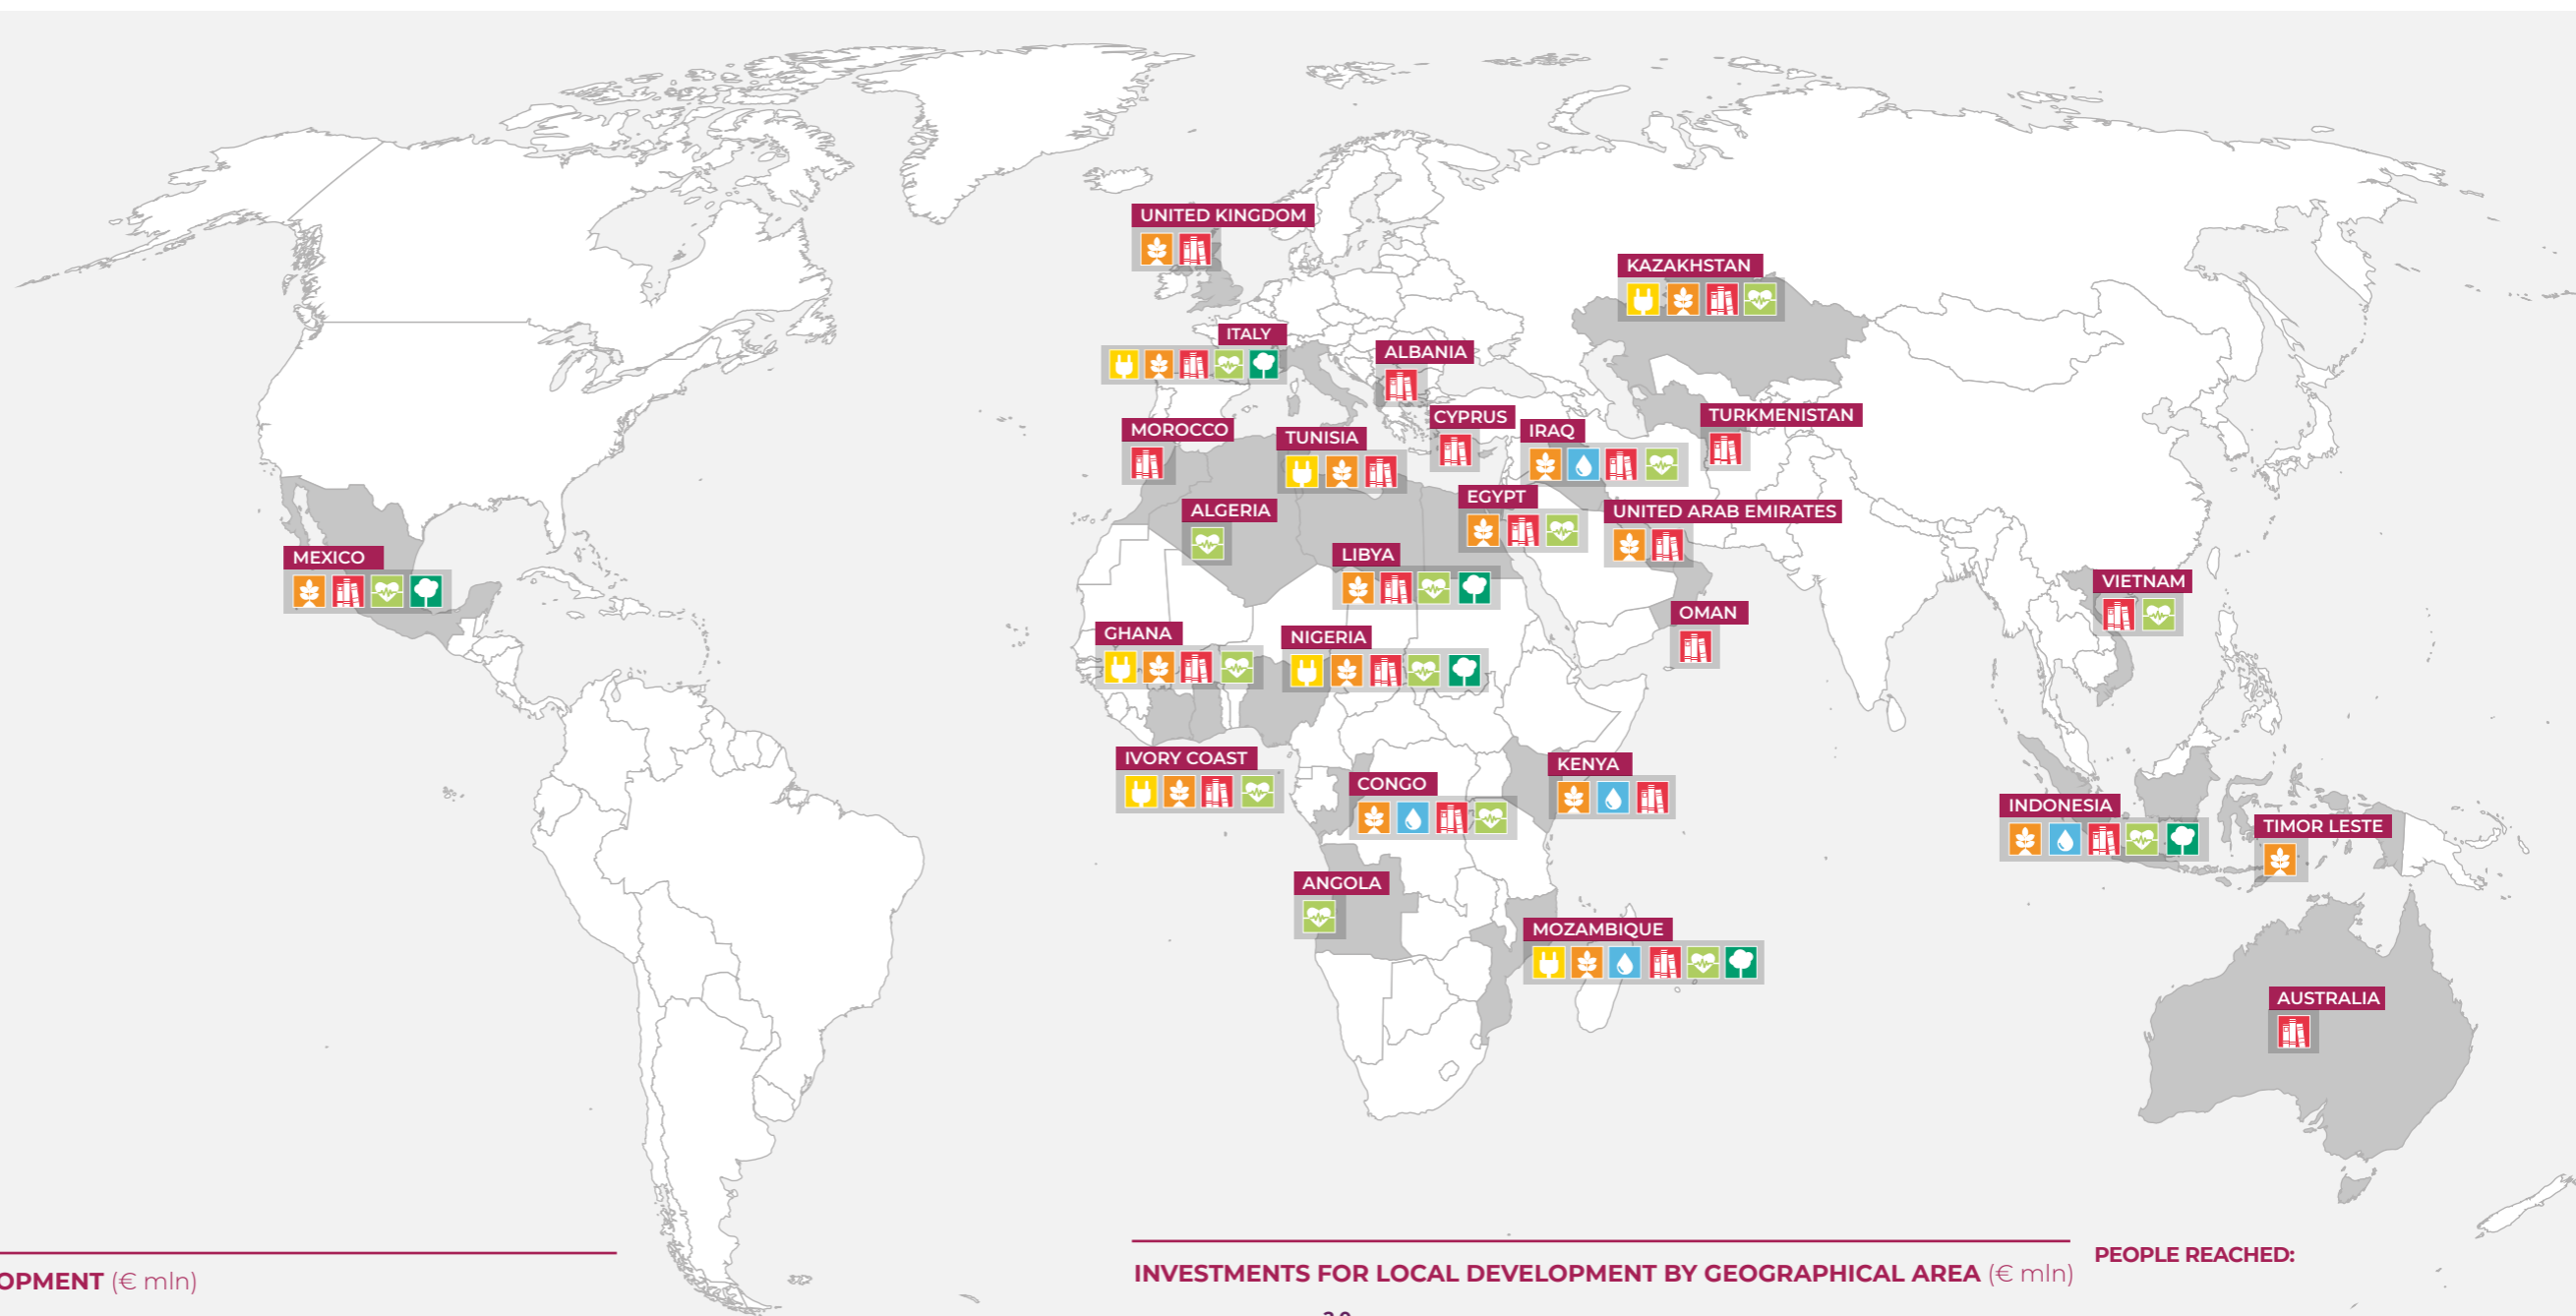 UNITED KINGDOM
KAZAKHSTAN
ITALY
ALBANIA
TURKMENISTAN
CYPRUS
MOROCCO
TUNISIA
IRAQ
EGYPT
ALGERIA
UNITED ARAB EMIRATES
LIBYA
MEXICO
VIETNAM
OMAN
GHANA
NIGERIA
IVORY COAST
KENYA
CONGO
INDONESIA
TIMOR LESTE
ANGOLA
MOZAMBIQUE
AUSTRALIA
OPMENT (€ mln)
INVESTMENTS FOR LOCAL DEVELOPMENT BY GEOGRAPHICAL AREA (€ mln)
PEOPLE REACHED: